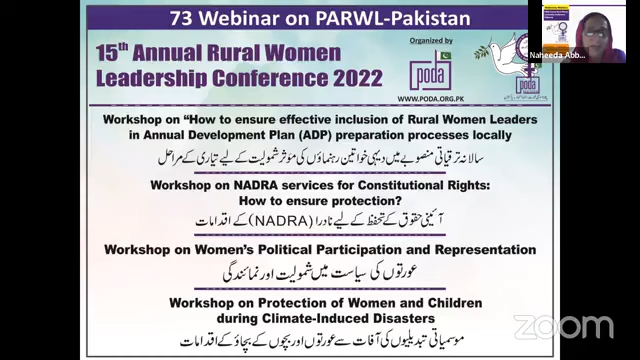 73 Webinar on PARWL-Pakistan
15th Annual Rural Women
Leadership Conference 2022
Organized by
poda
WWW.PODA.ORG.PK
Naheeda Abb...
Workshop on “How to ensure effective inclusion of Rural Women Leaders
in Annual Development Plan (ADP) preparation processes locally
سالانہ ترقیاتی منصوبے میں دیہی خواتین رہنماؤں کی مؤثر شمولیت کے لیے تیاری کے مراحل
Workshop on NADRA services for Constitutional Rights:
How to ensure protection?
آئینی حقوق کے تحفظ کے لیے نادرا (NADRA) کے اقدامات
Workshop on Women's Political Participation and Representation
عورتوں کی سیاست میں شمولیت اور نمائندگی
Workshop on Protection of Women and Children
during Climate-Induced Disasters
موسمیاتی تبدیلیوں کی آفات سے عورتوں اور بچوں کے بچاؤ کے اقدامات
zoom